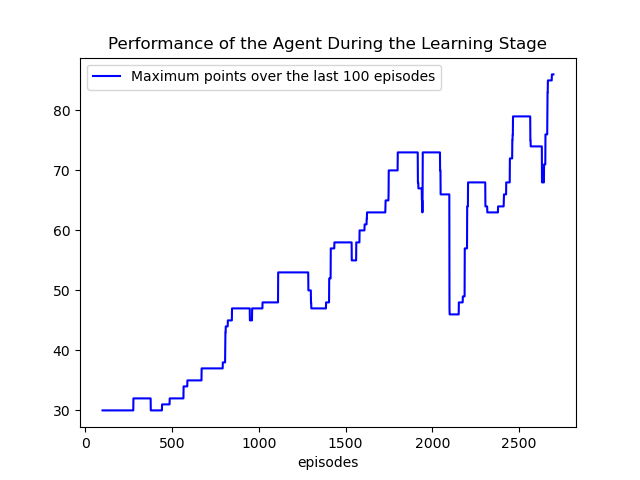 Performance of the Agent During the Learning Stage
Maximum points over the last 100 episodes
80
70
60
50
40
30
0 500 1000 1500 2000 2500
episodes